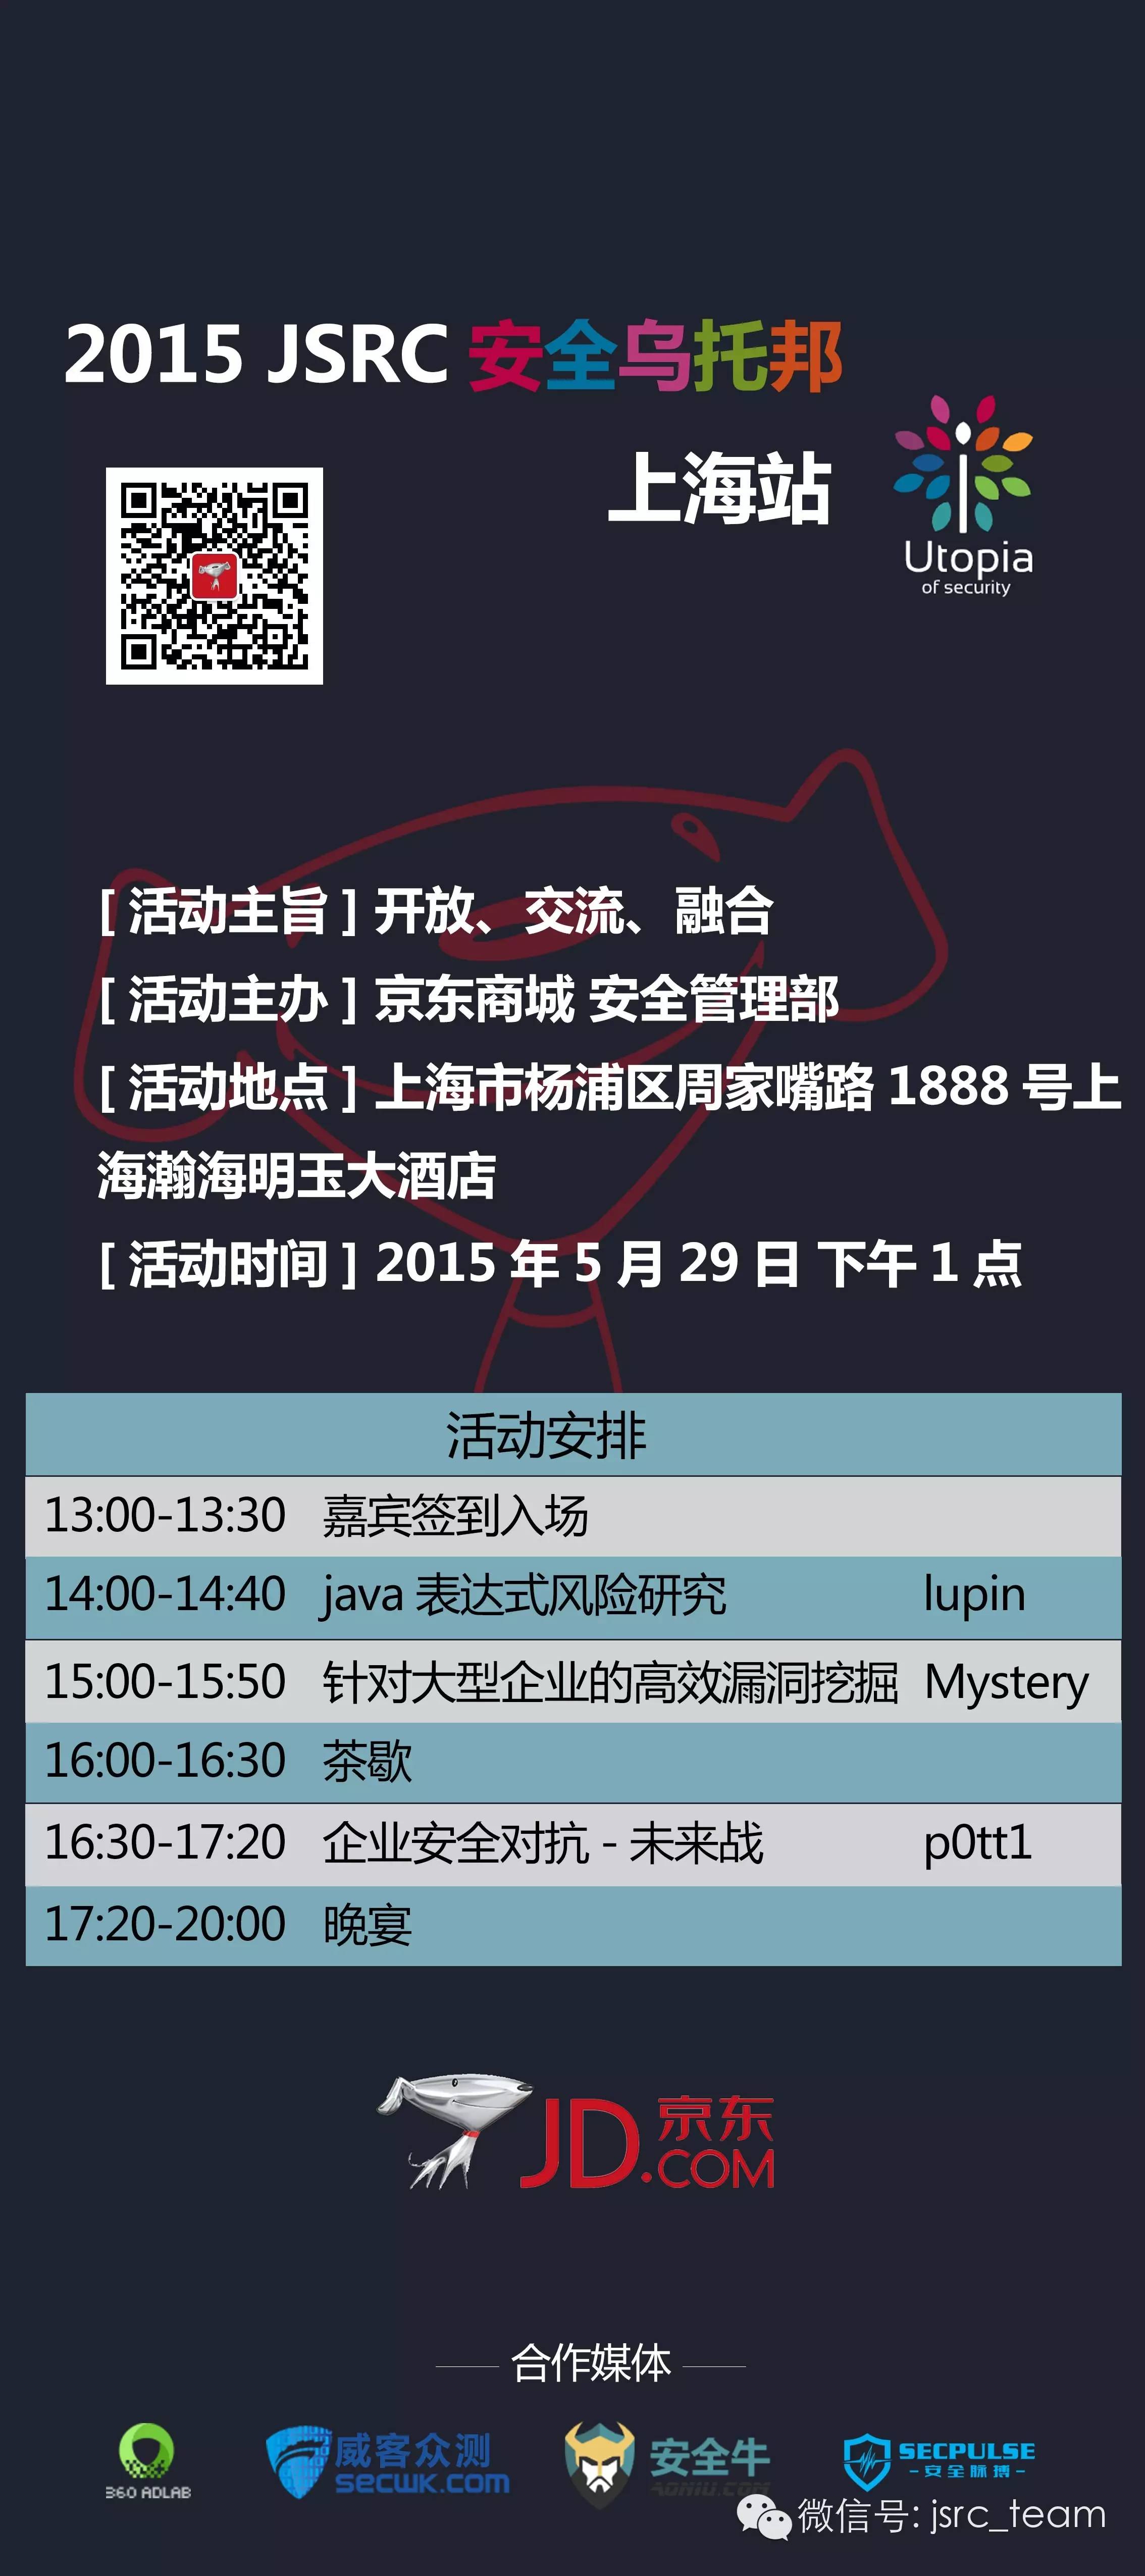 2015 JSRC 安全乌托邦
上海站
Utopia
of security
[ 活动主旨 ] 开放、交流、融合
[ 活动主办 ] 京东商城 安全管理部
[ 活动地点 ] 上海市杨浦区周家嘴路 1888 号上
海瀚海明玉大酒店
[ 活动时间 ] 2015 年 5 月 29 日 下午 1 点
活动安排
13:00-13:30 嘉宾签到入场
14:00-14:40 java 表达式风险研究 lupin
15:00-15:50 针对大型企业的高效漏洞挖掘 Mystery
16:00-16:30 茶歇
16:30-17:20 企业安全对抗 - 未来战 p0tt1
17:20-20:00 晚宴
JD.COM 京东
合作媒体
360 ADLAB
威客众测
secwk.com
安全牛
AQNIU.COM
SECPULSE
- 安全脉搏 -
微信号: jsrc_team